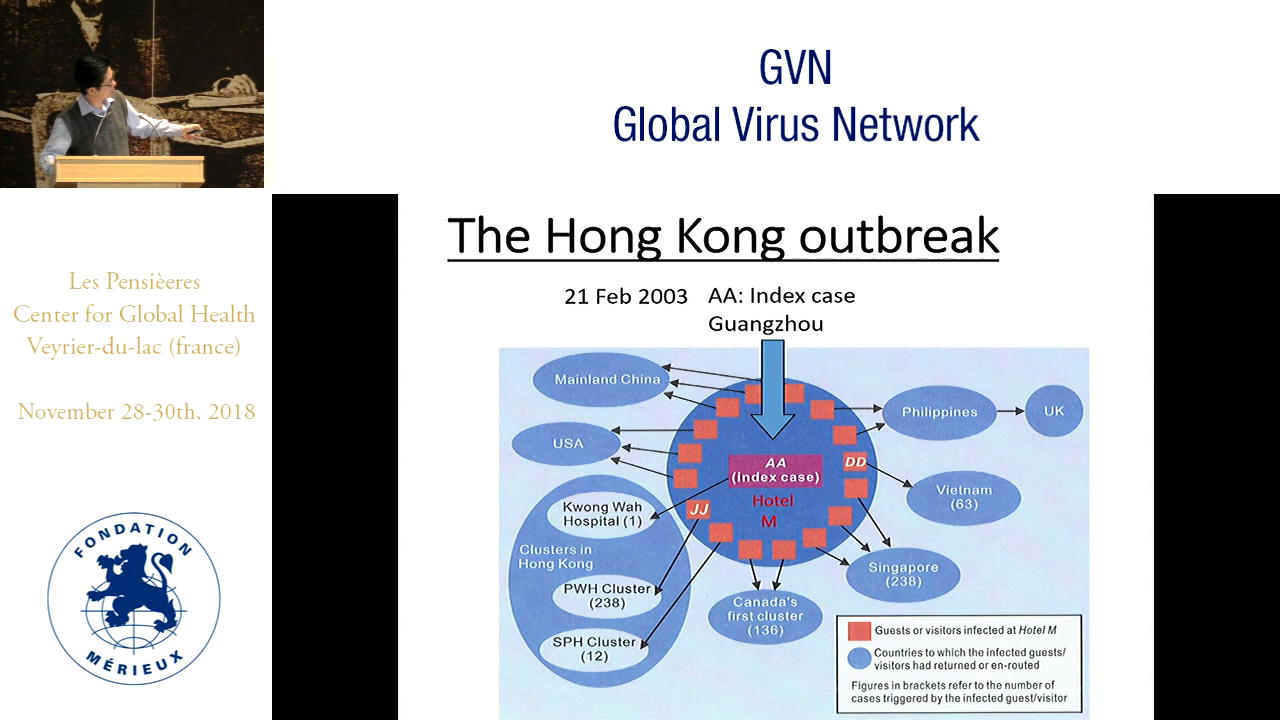 GVN
Global Virus Network
Les Pensièeres
Center for Global Health
Veyrier-du-lac (france)
November 28-30th, 2018
FONDATION
MÉRIEUX
The Hong Kong outbreak
21 Feb 2003
AA: Index case
Guangzhou
Mainland China
USA
Philippines
UK
AA
(index case)
Hotel
M
DD
JJ
Vietnam
(63)
Singapore
(238)
Canada's
first cluster
(136)
Kwong Wah
Hospital (1)
Clusters in
Hong Kong
PWH Cluster
(238)
SPH Cluster
(12)
Guests or visitors infected at Hotel M
Countries to which the infected guests/
visitors had returned or en-routed
Figures in brackets refer to the number of
cases triggered by the infected guest/visitor